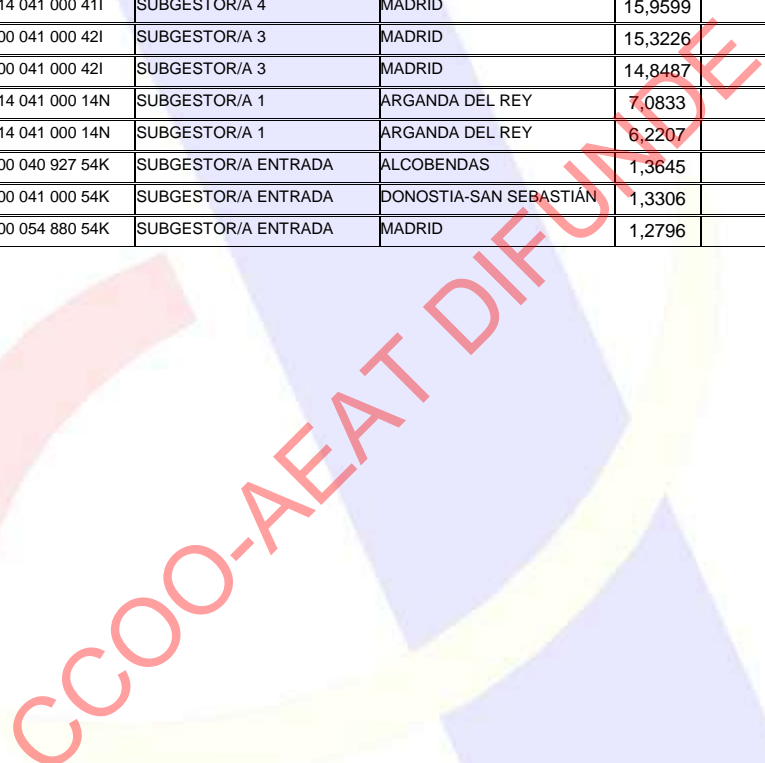 14 041 000 41I SUBGESTOR/A 4 MADRID 15,9599
00 041 000 42I SUBGESTOR/A 3 MADRID 15,3226
00 041 000 42I SUBGESTOR/A 3 MADRID 14,8487
14 041 000 14N SUBGESTOR/A 1 ARGANDA DEL REY 7,0833
14 041 000 14N SUBGESTOR/A 1 ARGANDA DEL REY 6,2207
00 040 927 54K SUBGESTOR/A ENTRADA ALCOBENDAS 1,3645
00 041 000 54K SUBGESTOR/A ENTRADA DONOSTIA-SAN SEBASTIÁN 1,3306
00 054 880 54K SUBGESTOR/A ENTRADA MADRID 1,2796
CCOO-AEAT DIFUNDE